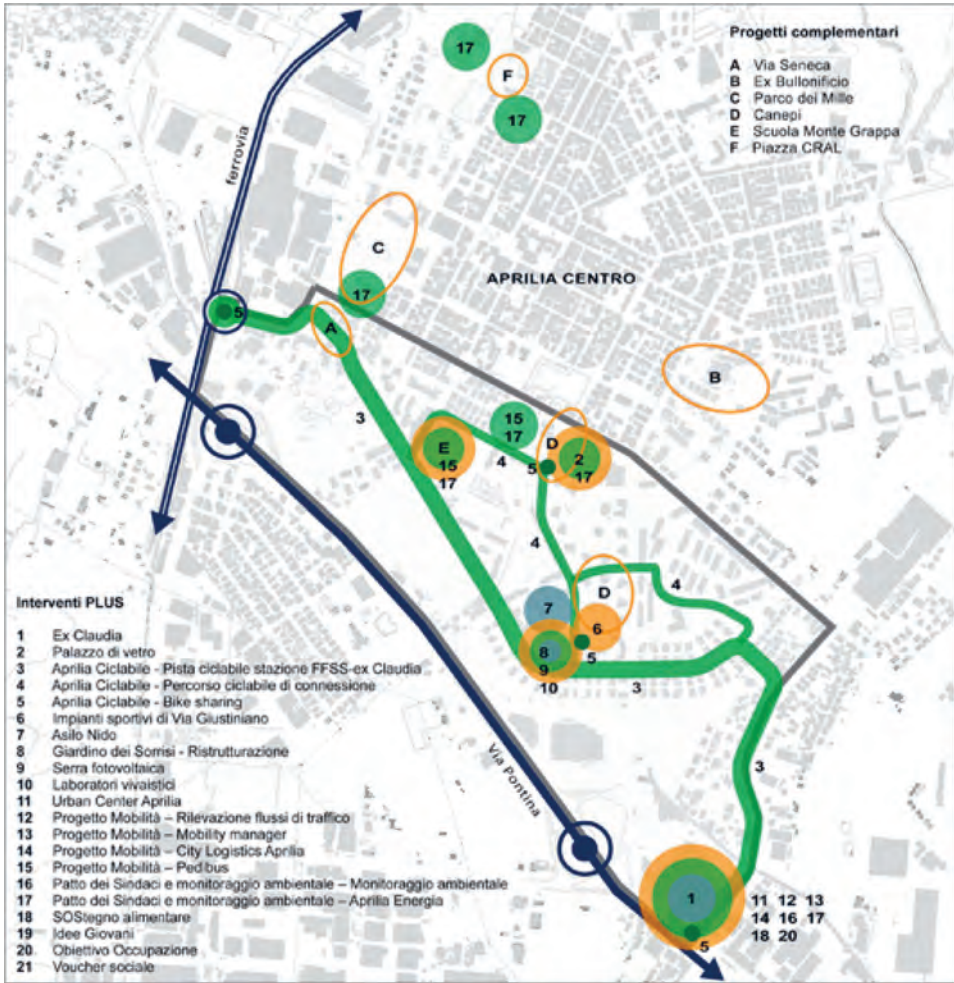 Progetti complementari
A Via Seneca
B Ex Bullonificio
C Parco dei Mille
D Canepi
E Scuola Monte Grappa
F Piazza CRAL
17
F
17
ferrovia
C
APRILIA CENTRO
17
5
A
B
3
15
17
E
15
17
4
D
5
2
17
4
D
4
7
6
8
5
9
10
3
3
Via Pontina
1
5
11 12 13
14 16 17
18 20
Interventi PLUS
1 Ex Claudia
2 Palazzo di vetro
3 Aprilia Ciclabile - Pista ciclabile stazione FFSS-ex Claudia
4 Aprilia Ciclabile - Percorso ciclabile di connessione
5 Aprilia Ciclabile - Bike sharing
6 Impianti sportivi di Via Giustiniano
7 Asilo Nido
8 Giardino dei Sorrisi - Ristrutturazione
9 Serra fotovoltaica
10 Laboratori vivaistici
11 Urban Center Aprilia
12 Progetto Mobilità – Rilevazione flussi di traffico
13 Progetto Mobilità – Mobility manager
14 Progetto Mobilità – City Logistics Aprilia
15 Progetto Mobilità – Pedibus
16 Patto dei Sindaci e monitoraggio ambientale – Monitoraggio ambientale
17 Patto dei Sindaci e monitoraggio ambientale – Aprilia Energia
18 SOStegno alimentare
19 Idee Giovani
20 Obiettivo Occupazione
21 Voucher sociale